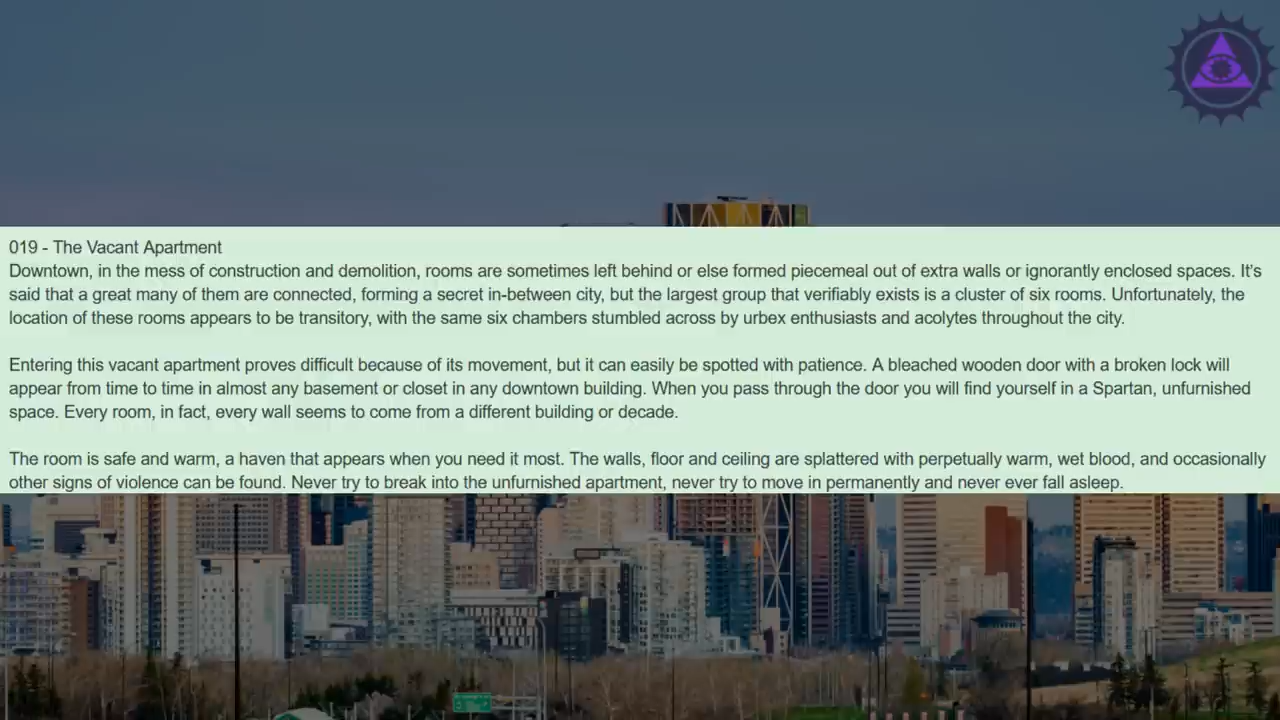 019 - The Vacant Apartment
Downtown, in the mess of construction and demolition, rooms are sometimes left behind or else formed piecemeal out of extra walls or ignorantly enclosed spaces. It's
said that a great many of them are connected, forming a secret in-between city, but the largest group that verifiably exists is a cluster of six rooms. Unfortunately, the
location of these rooms appears to be transitory, with the same six chambers stumbled across by urbex enthusiasts and acolytes throughout the city.
Entering this vacant apartment proves difficult because of its movement, but it can easily be spotted with patience. A bleached wooden door with a broken lock will
appear from time to time in almost any basement or closet in any downtown building. When you pass through the door you will find yourself in a Spartan, unfurnished
space. Every room, in fact, every wall seems to come from a different building or decade.
The room is safe and warm, a haven that appears when you need it most. The walls, floor and ceiling are splattered with perpetually warm, wet blood, and occasionally
other signs of violence can be found. Never try to break into the unfurnished apartment, never try to move in permanently and never ever fall asleep.